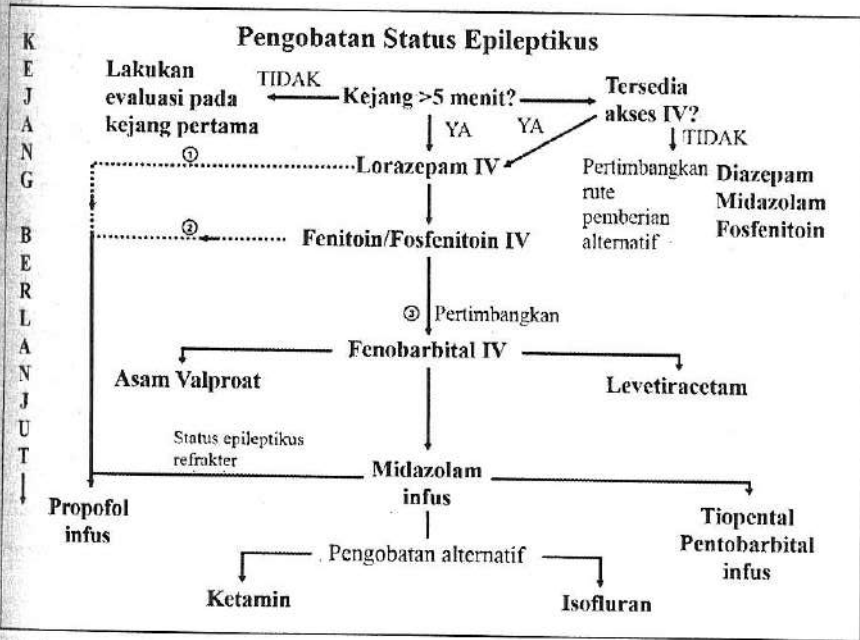 Pengobatan Status Epileptikus
KEJANG BERLANJUT
Lakukan
evaluasi pada
kejang pertama
TIDAK
Kejang >5 menit?
Tersedia
akses IV?
YA
YA
TIDAK
①
Lorazepam IV
Pertimbangkan
rute
pemberian
alternatif
Diazepam
Midazolam
Fosfenitoin
②
Fenitoin/Fosfenitoin IV
③ Pertimbangkan
Fenobarbital IV
Asam Valproat
Levetiracetam
Status epileptikus
refrakter
Midazolam
infus
Propofol
infus
Tiopental
Pentobarbital
infus
Pengobatan alternatif
Ketamin
Isofluran